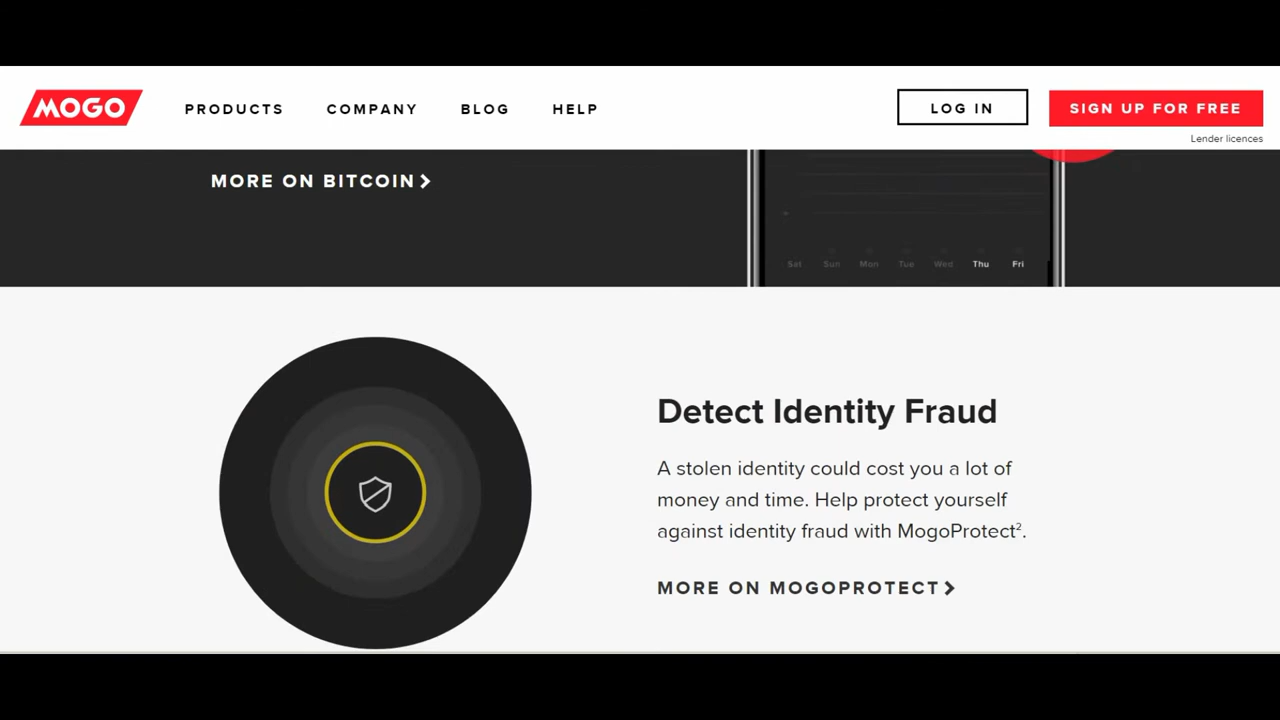 MOGO
PRODUCTS COMPANY BLOG HELP
LOG IN
SIGN UP FOR FREE
Lender licences
MORE ON BITCOIN
Sat Sun Mon Tue Wed Thu Fri
Detect Identity Fraud
A stolen identity could cost you a lot of
money and time. Help protect yourself
against identity fraud with MogoProtect².
MORE ON MOGOPROTECT